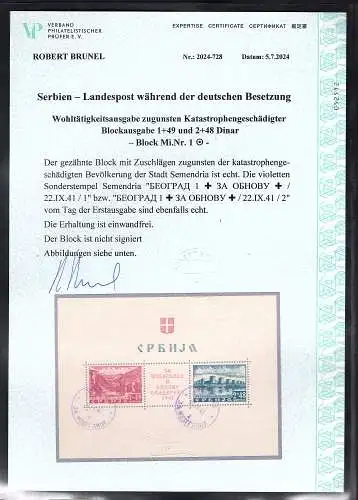 VERBAND
PHILATELISTISCHER
PRÜFER E.V.
EXPERTISE CERTIFICATE СЕРТИФИКАТ 鑑定書
ROBERT BRUNEL Nr.: 2024-728 Datum: 5.7.2024
Serbien – Landespost während der deutschen Besetzung
Wohltätigkeitsausgabe zugunsten Katastrophengeschädigter
Blockausgabe 1+49 und 2+48 Dinar
– Block Mi.Nr. 1 ⊙ -
Der gezähnte Block mit Zuschlägen zugunsten der katastrophenge-
schädigten Bevölkerung der Stadt Semendria ist echt. Die violetten
Sonderstempel Semendria "БЕОГРАД 1 ✚ ЗА ОБНОВУ ✚ /
22.IX.41 / 1" bzw. "БЕОГРАД 1 ✚ ЗА ОБНОВУ ✚ / 22.IX.41 / 2"
vom Tag der Erstausgabe sind ebenfalls echt.
Die Erhaltung ist einwandfrei.
Der Block ist nicht signiert
Abbildungen siehe unten.
СРБИЈА